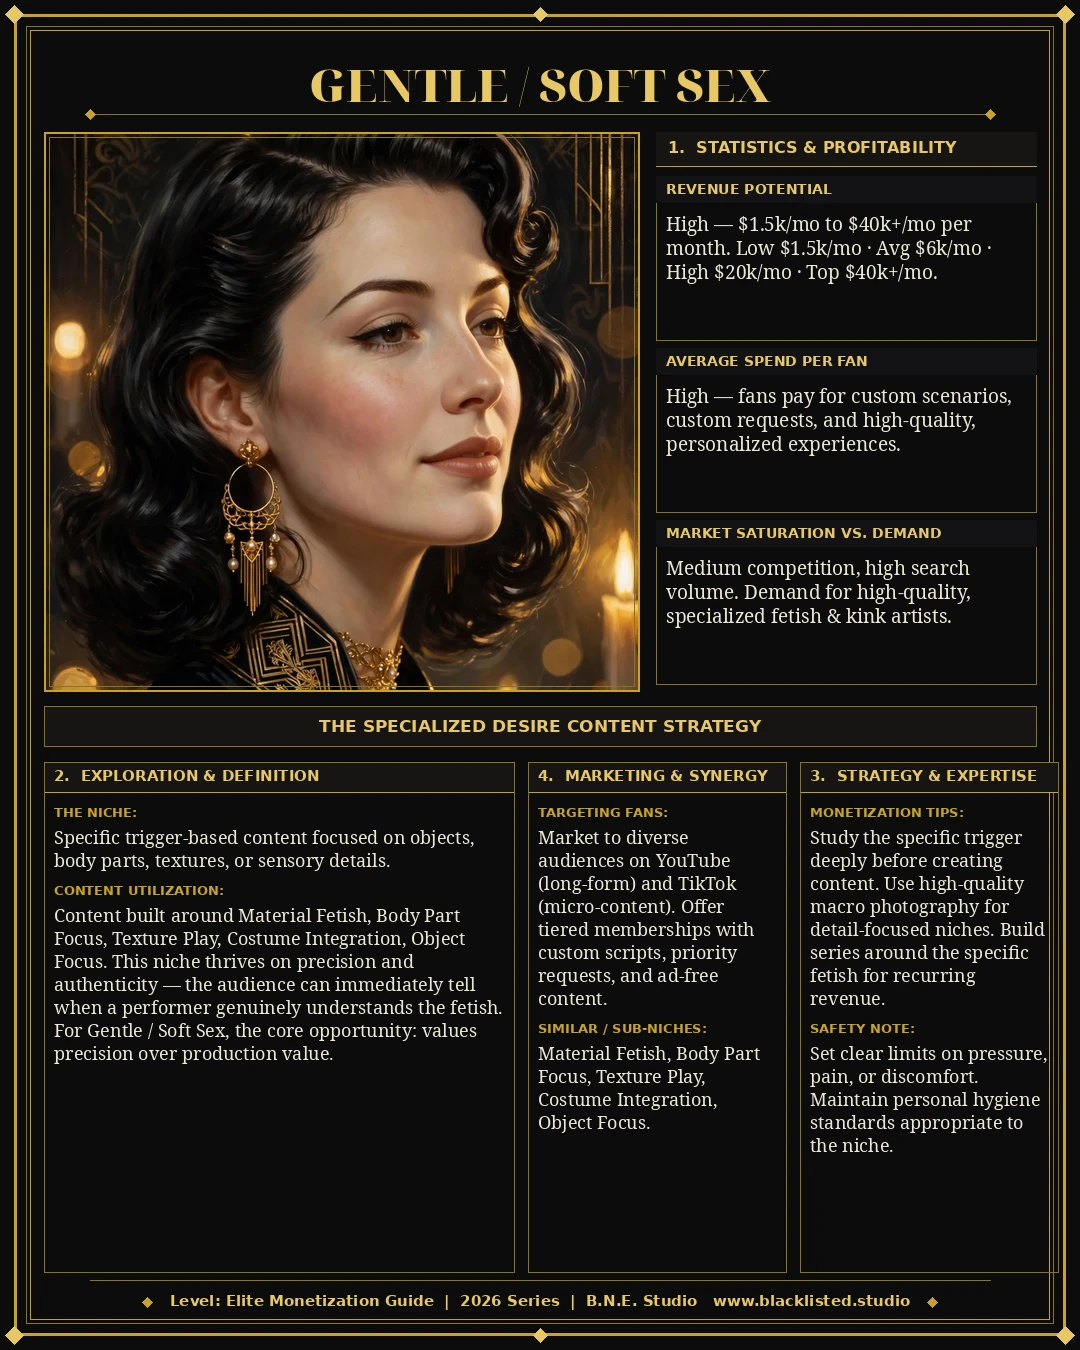 GENTLE / SOFT SEX
1. STATISTICS & PROFITABILITY
REVENUE POTENTIAL
High — $1.5k/mo to $40k+/mo per
month. Low $1.5k/mo · Avg $6k/mo ·
High $20k/mo · Top $40k+/mo.
AVERAGE SPEND PER FAN
High — fans pay for custom scenarios,
custom requests, and high-quality,
personalized experiences.
MARKET SATURATION VS. DEMAND
Medium competition, high search
volume. Demand for high-quality,
specialized fetish & kink artists.
THE SPECIALIZED DESIRE CONTENT STRATEGY
2. EXPLORATION & DEFINITION
THE NICHE:
Specific trigger-based content focused on objects,
body parts, textures, or sensory details.
CONTENT UTILIZATION:
Content built around Material Fetish, Body Part
Focus, Texture Play, Costume Integration, Object
Focus. This niche thrives on precision and
authenticity — the audience can immediately tell
when a performer genuinely understands the fetish.
For Gentle / Soft Sex, the core opportunity: values
precision over production value.
4. MARKETING & SYNERGY
TARGETING FANS:
Market to diverse
audiences on YouTube
(long-form) and TikTok
(micro-content). Offer
tiered memberships with
custom scripts, priority
requests, and ad-free
content.
SIMILAR / SUB-NICHES:
Material Fetish, Body Part
Focus, Texture Play,
Costume Integration,
Object Focus.
3. STRATEGY & EXPERTISE
MONETIZATION TIPS:
Study the specific trigger
deeply before creating
content. Use high-quality
macro photography for
detail-focused niches. Build
series around the specific
fetish for recurring
revenue.
SAFETY NOTE:
Set clear limits on pressure,
pain, or discomfort.
Maintain personal hygiene
standards appropriate to
the niche.
Level: Elite Monetization Guide | 2026 Series | B.N.E. Studio www.blacklisted.studio